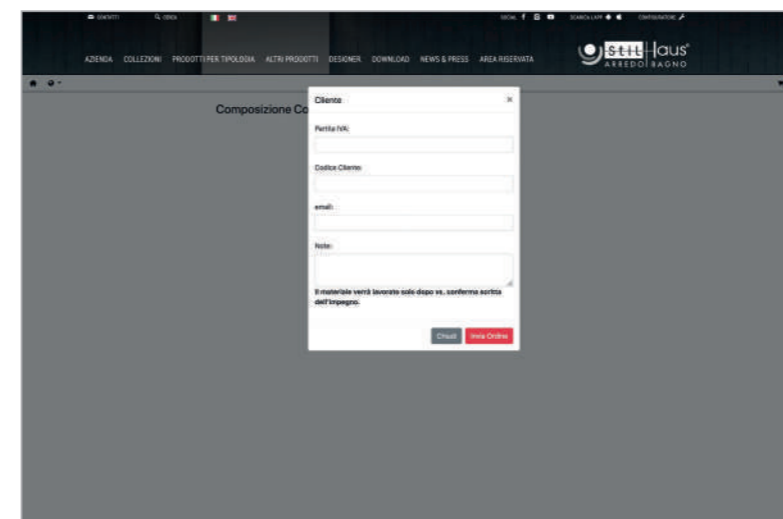 CONTATTI
CERCA
SOCIAL
SCARICA L'APP
CONFIGURATORE
AZIENDA COLLEZIONI PRODOTTI PER TIPOLOGIA ALTRI PRODOTTI DESIGNER DOWNLOAD NEWS & PRESS AREA RISERVATA
stilHaus®
ARREDO BAGNO
Composizione Co
Cliente ×
Partita IVA:
Codice Cliente:
email:
Note:
Il materiale verrà lavorato solo dopo vs. conferma scritta
dell'impegno.
Chiudi Invia Ordine